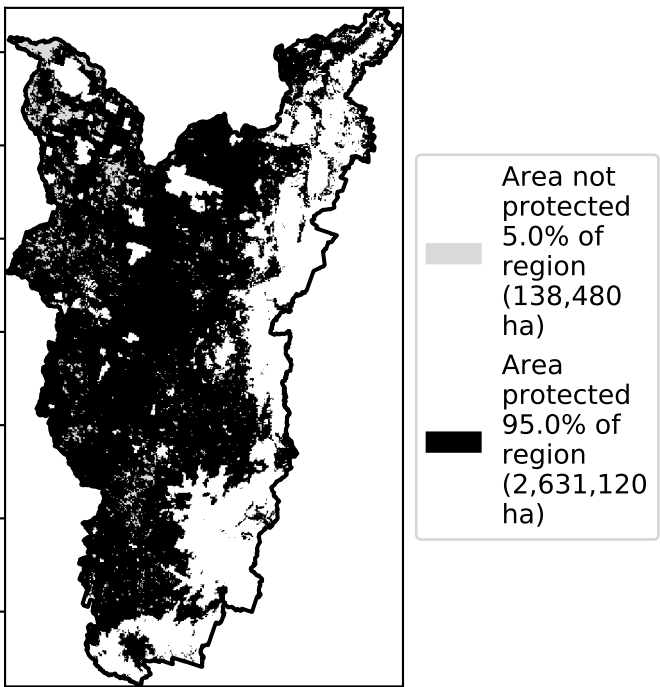 Area not
protected
5.0% of
region
(138,480
ha)
Area
protected
95.0% of
region
(2,631,120
ha)